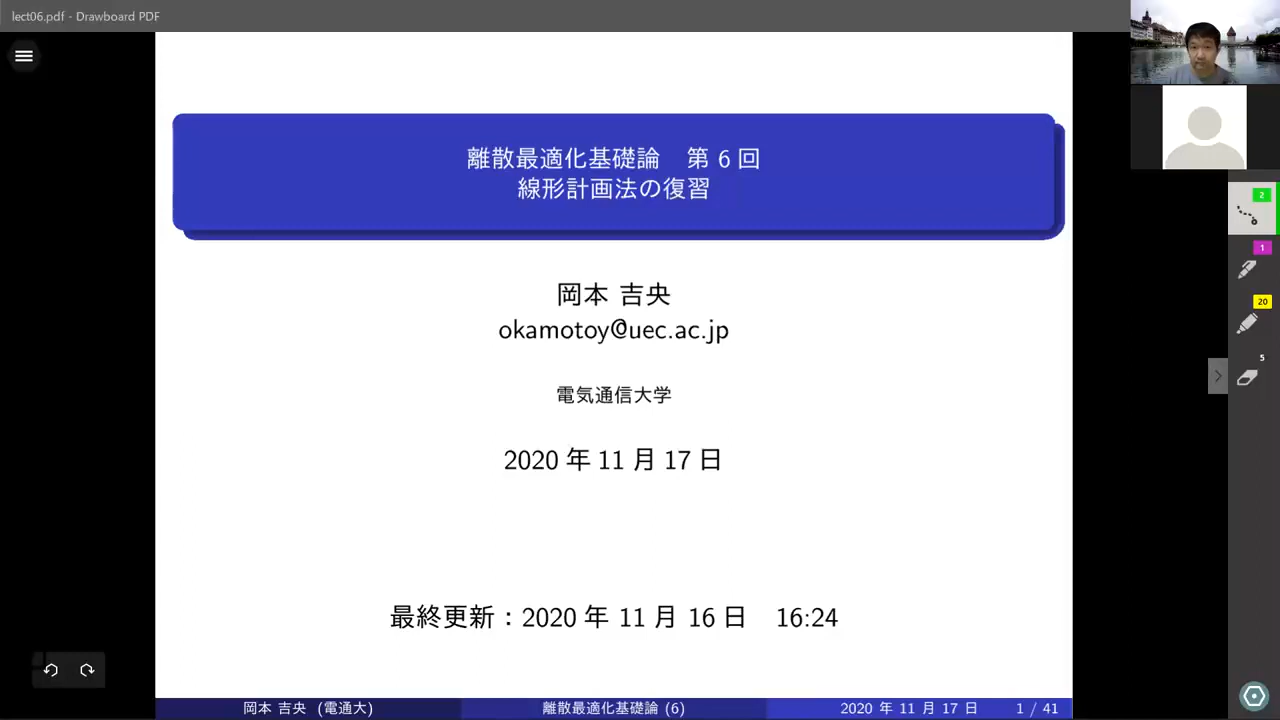 lect06.pdf - Drawboard PDF
離散最適化基礎論　第 6 回
線形計画法の復習
岡本 吉央
okamotoy@uec.ac.jp
電気通信大学
2020 年 11 月 17 日
最終更新：2020 年 11 月 16 日　16:24
岡本 吉央 (電通大)
離散最適化基礎論 (6)
2020 年 11 月 17 日
1 / 41
2
1
20
5